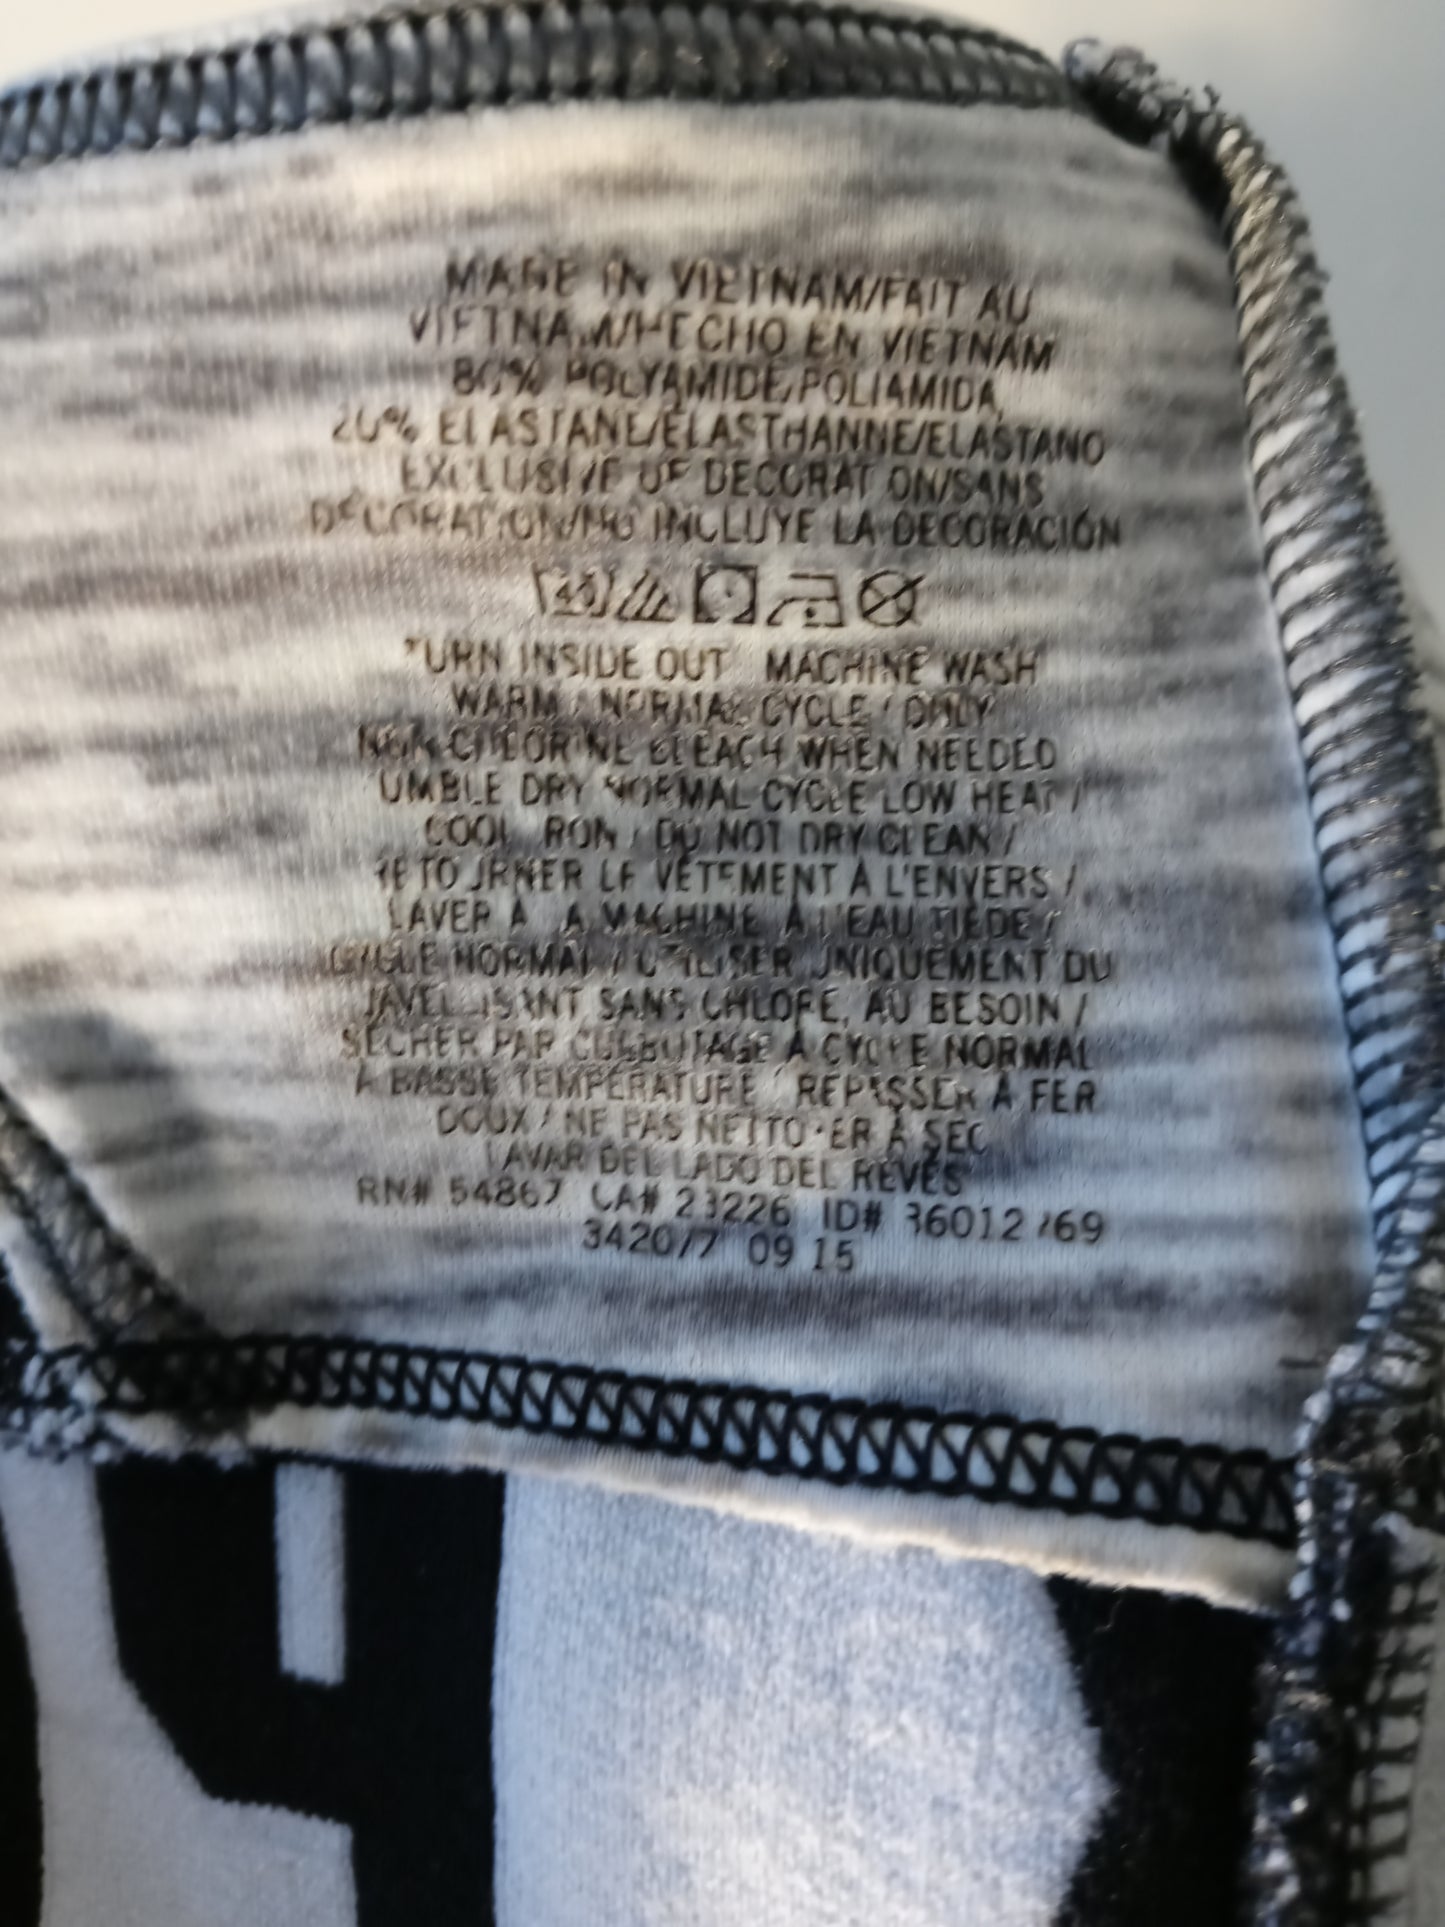 MADE IN VIETNAM/FAIT AU
VIETNAM/HECHO EN VIETNAM
80% POLYAMIDE/POLIAMIDA,
20% ELASTANE/ELASTHANNE/ELASTANO
EXCLUSIVE OF DECORATION/SANS
DÉCORATION/NO INCLUYE LA DECORACIÓN
40
TURN INSIDE OUT MACHINE WASH
WARM / NORMAL CYCLE / ONLY
NON-CHLORINE BLEACH WHEN NEEDED
TUMBLE DRY NORMAL CYCLE LOW HEAT /
COOL IRON / DO NOT DRY CLEAN /
RETOURNER LE VÊTEMENT À L'ENVERS /
LAVER À LA MACHINE À L'EAU TIÈDE /
CYCLE NORMAL / UTILISER UNIQUEMENT DU
JAVELLISANT SANS CHLORE, AU BESOIN /
SÉCHER PAR CULBUTAGE À CYCLE NORMAL
À BASSE TEMPÉRATURE / REPASSER À FER
DOUX / NE PAS NETTOYER À SEC
LAVAR DEL LADO DEL REVÉS
RN# 54867 CA# 23226 ID#
09 15